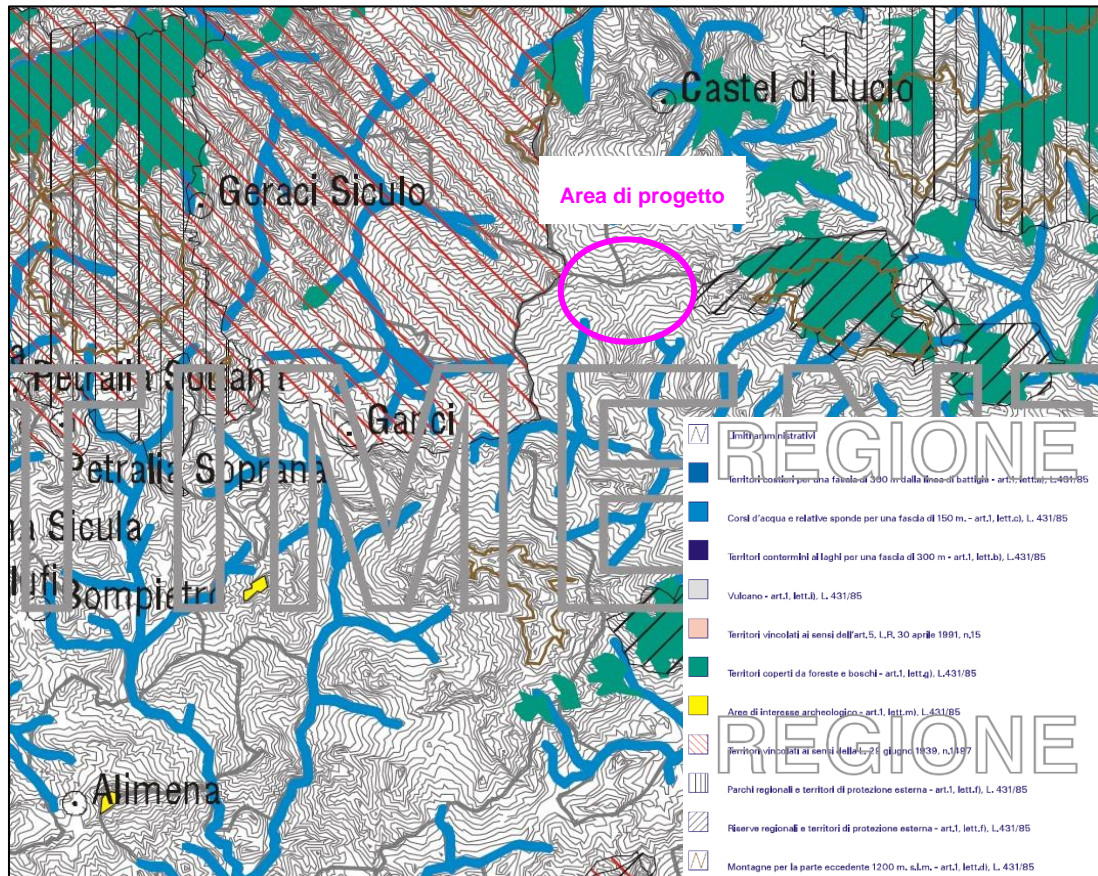 Castel di Lucio
Area di progetto
Geraci Siculo
Petralia Sottana
Ganci
Petralia Soprana
Sicula
Bompietro
Alimena
REGIONE
REGIONE
Limiti amministrativi
Territori costieri per una fascia di 300 m dalla linea di battigia - art.1, lett.a), L.431/85
Corsi d'acqua e relative sponde per una fascia di 150 m. - art.1, lett.c), L. 431/85
Territori contermini ai laghi per una fascia di 300 m - art.1, lett.b), L.431/85
Vulcano - art.1, lett.i), L. 431/85
Territori vincolati ai sensi dell'art.5, L.R. 30 aprile 1991, n.15
Territori coperti da foreste e boschi - art.1, lett.g), L.431/85
Aree di interesse archeologico - art.1, lett.m), L.431/85
Territori vincolati ai sensi della L. 29 giugno 1939, n.1497
Parchi regionali e territori di protezione esterna - art.1, lett.f), L. 431/85
Riserve regionali e territori di protezione esterna - art.1, lett.f), L.431/85
Montagne per la parte eccedente 1200 m. s.l.m. - art.1, lett.d), L. 431/85